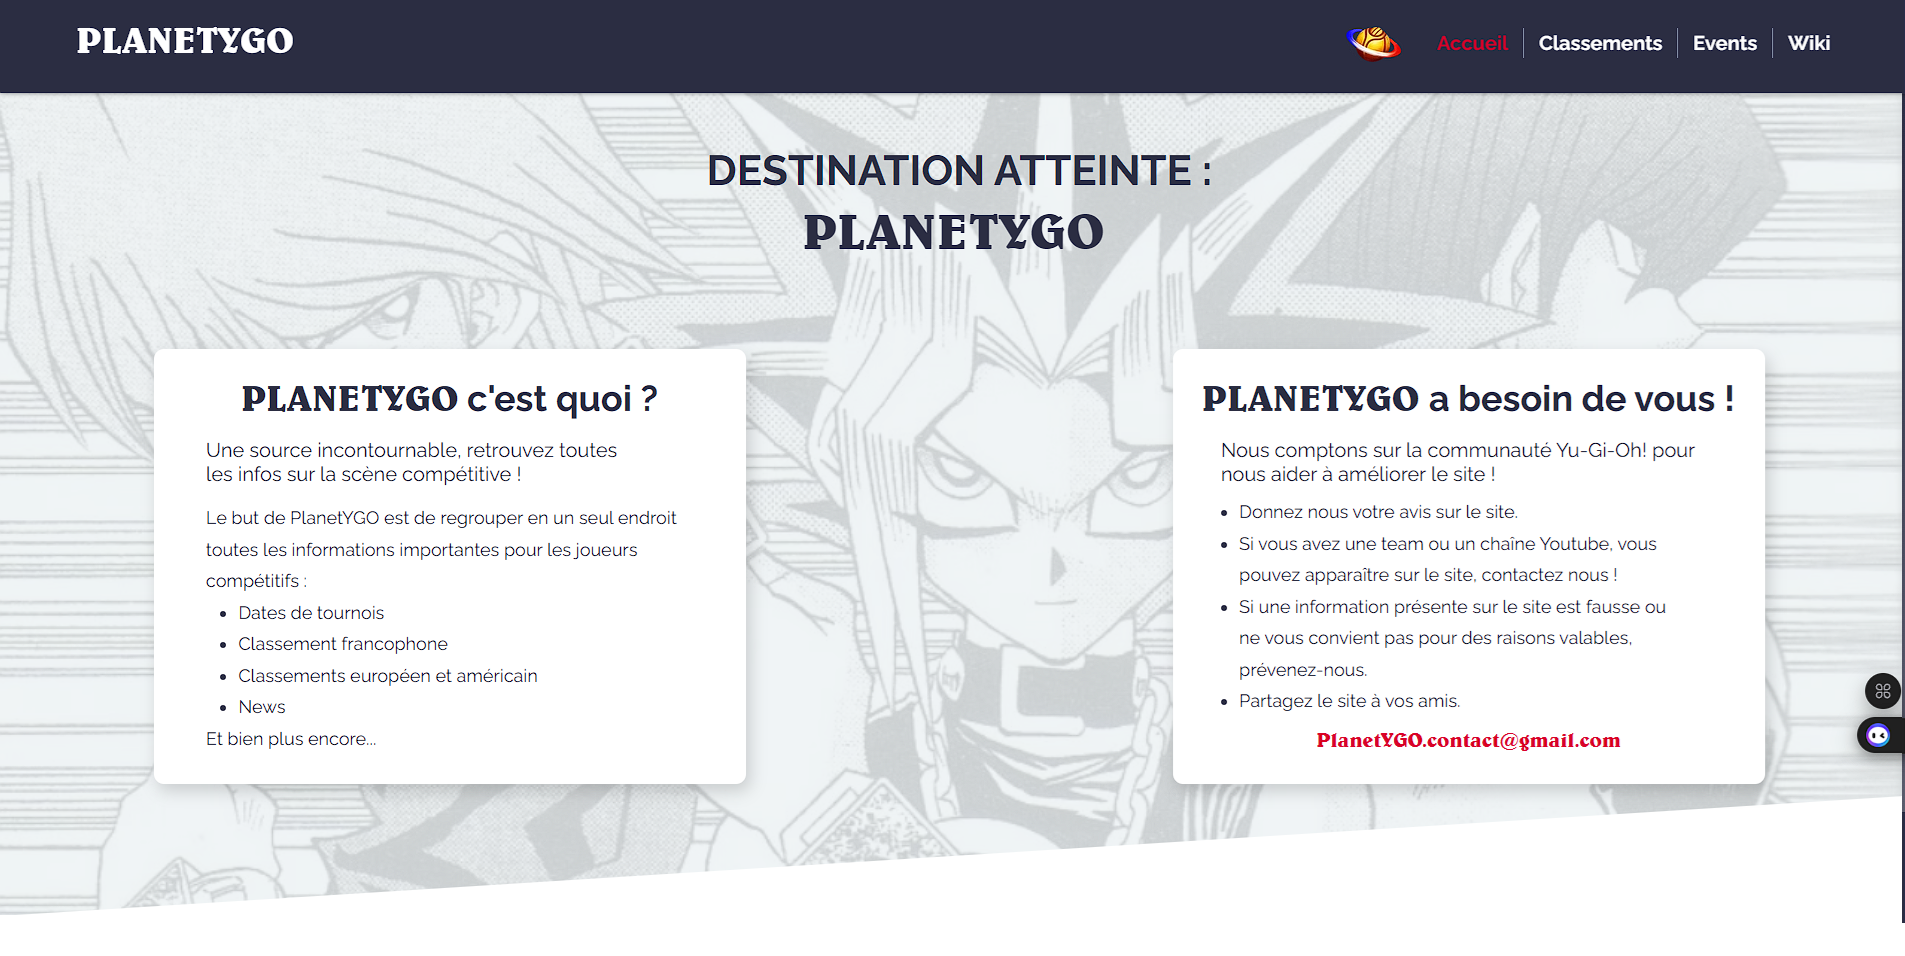 PLANETYGO
Accueil
Classements
Events
Wiki
DESTINATION ATTEINTE :
PLANETYGO
PLANETYGO c'est quoi ?
Une source incontournable, retrouvez toutes
les infos sur la scène compétitive !
Le but de PlanetYGO est de regrouper en un seul endroit
toutes les informations importantes pour les joueurs
compétitifs :
• Dates de tournois
• Classement francophone
• Classements européen et américain
• News
Et bien plus encore...
PLANETYGO a besoin de vous !
Nous comptons sur la communauté Yu-Gi-Oh! pour
nous aider à améliorer le site !
• Donnez nous votre avis sur le site.
• Si vous avez une team ou un chaîne Youtube, vous
pouvez apparaître sur le site, contactez nous !
• Si une information présente sur le site est fausse ou
ne vous convient pas pour des raisons valables,
prévenez-nous.
• Partagez le site à vos amis.
PlanetYGO.contact@gmail.com